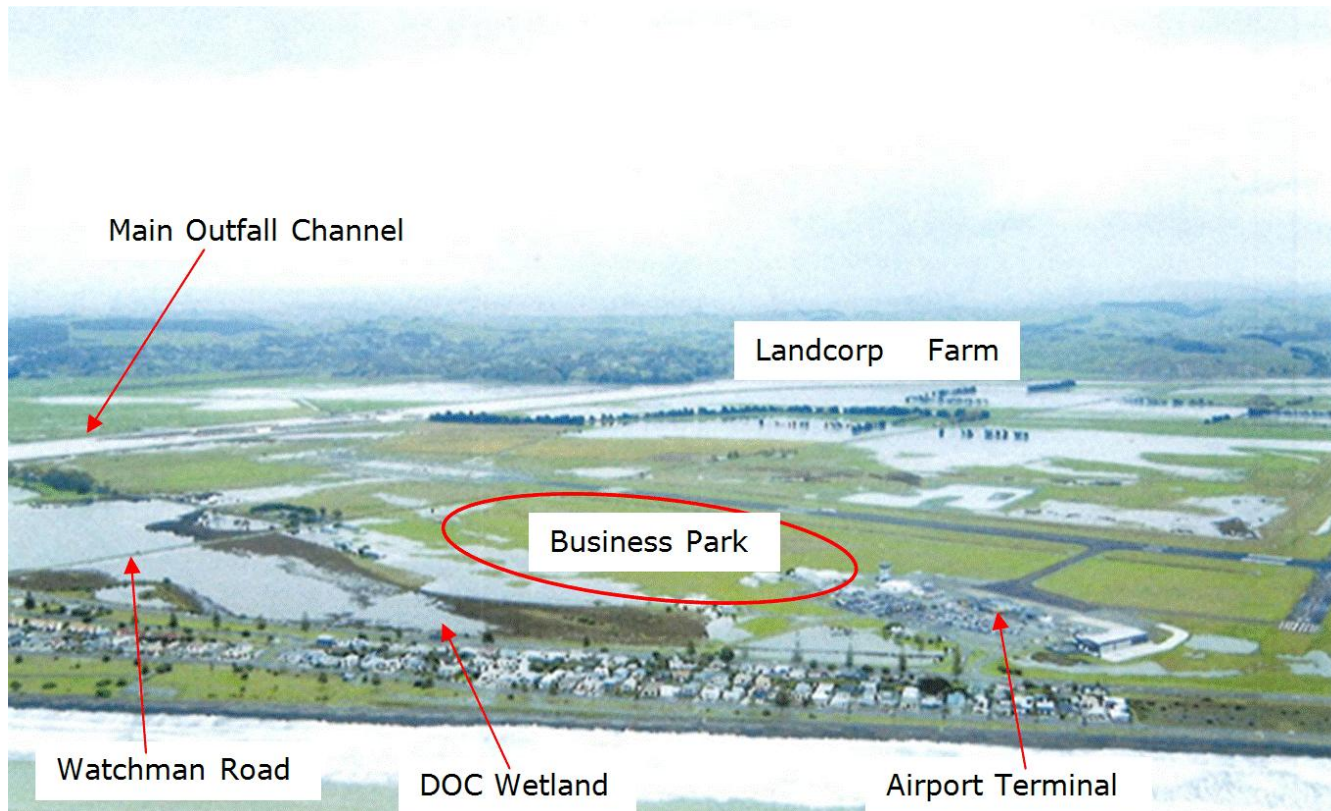 Main Outfall Channel
Landcorp Farm
Business Park
Watchman Road
DOC Wetland
Airport Terminal